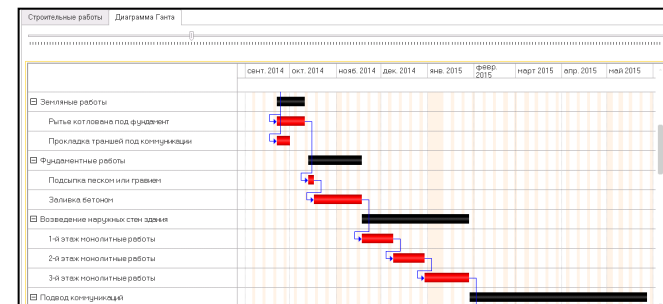 Строительные работы Диаграмма Ганта
сент. 2014 окт. 2014 нояб. 2014 дек. 2014 янв. 2015 февр. 2015 март 2015 апр. 2015 май 2015
Земляные работы
Рытье котлована под фундамент
Прокладка траншей под коммуникации
Фундаментные работы
Подсыпка песком или гравием
Заливка бетоном
Возведение наружных стен здания
1-й этаж монолитные работы
2-й этаж монолитные работы
3-й этаж монолитные работы
Подвод коммуникаций